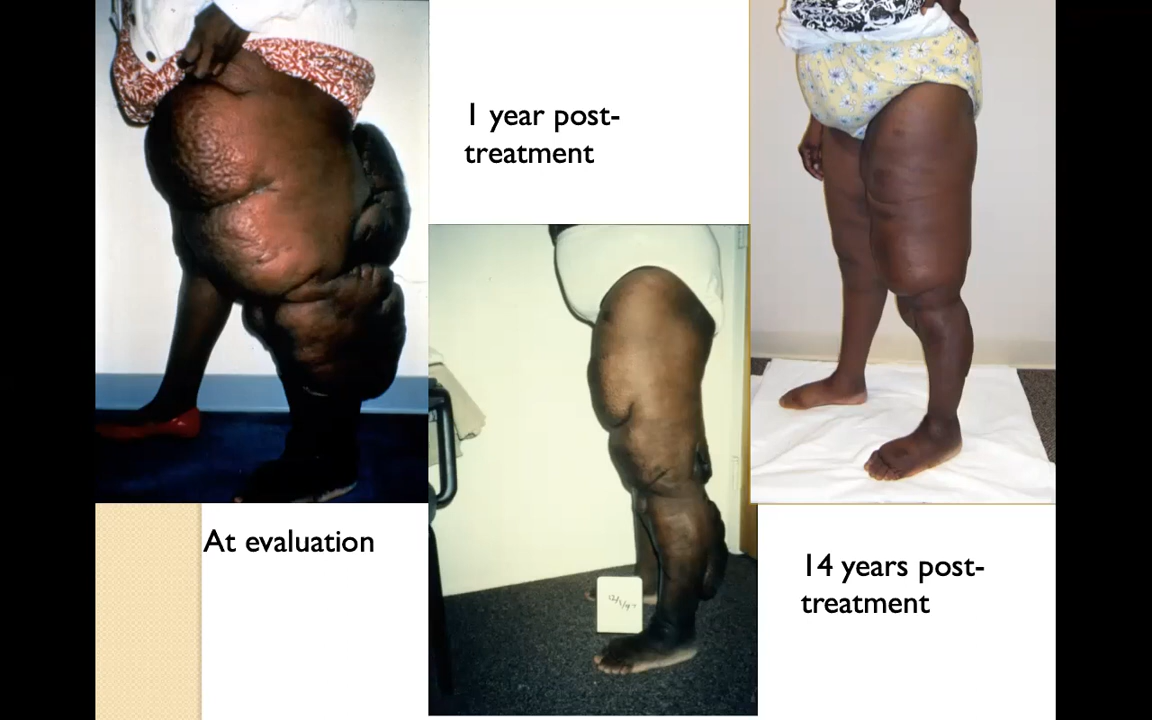 1 year post-
treatment
At evaluation
14 years post-
treatment